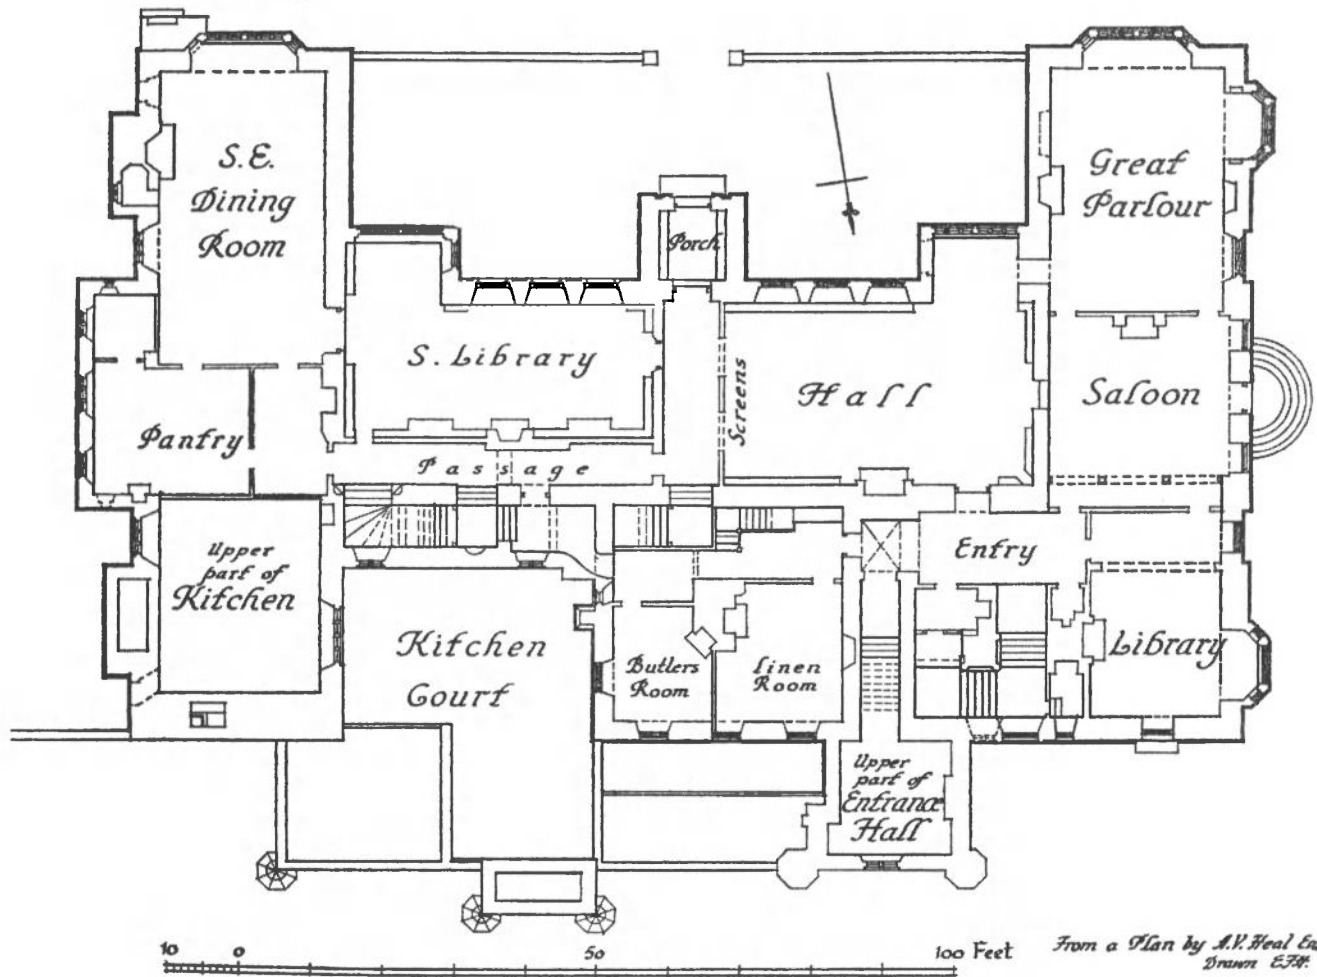 S.E.
Dining
Room
Great
Parlour
Porch
S. Library
Screens
Hall
Saloon
Pantry
Passage
Upper
part of
Kitchen
Entry
Kitchen
Court
Butlers
Room
Linen
Room
Library
Upper
part of
Entrance
Hall
10 0 50 100 Feet
From a Plan by A.V. Heal
Drawn